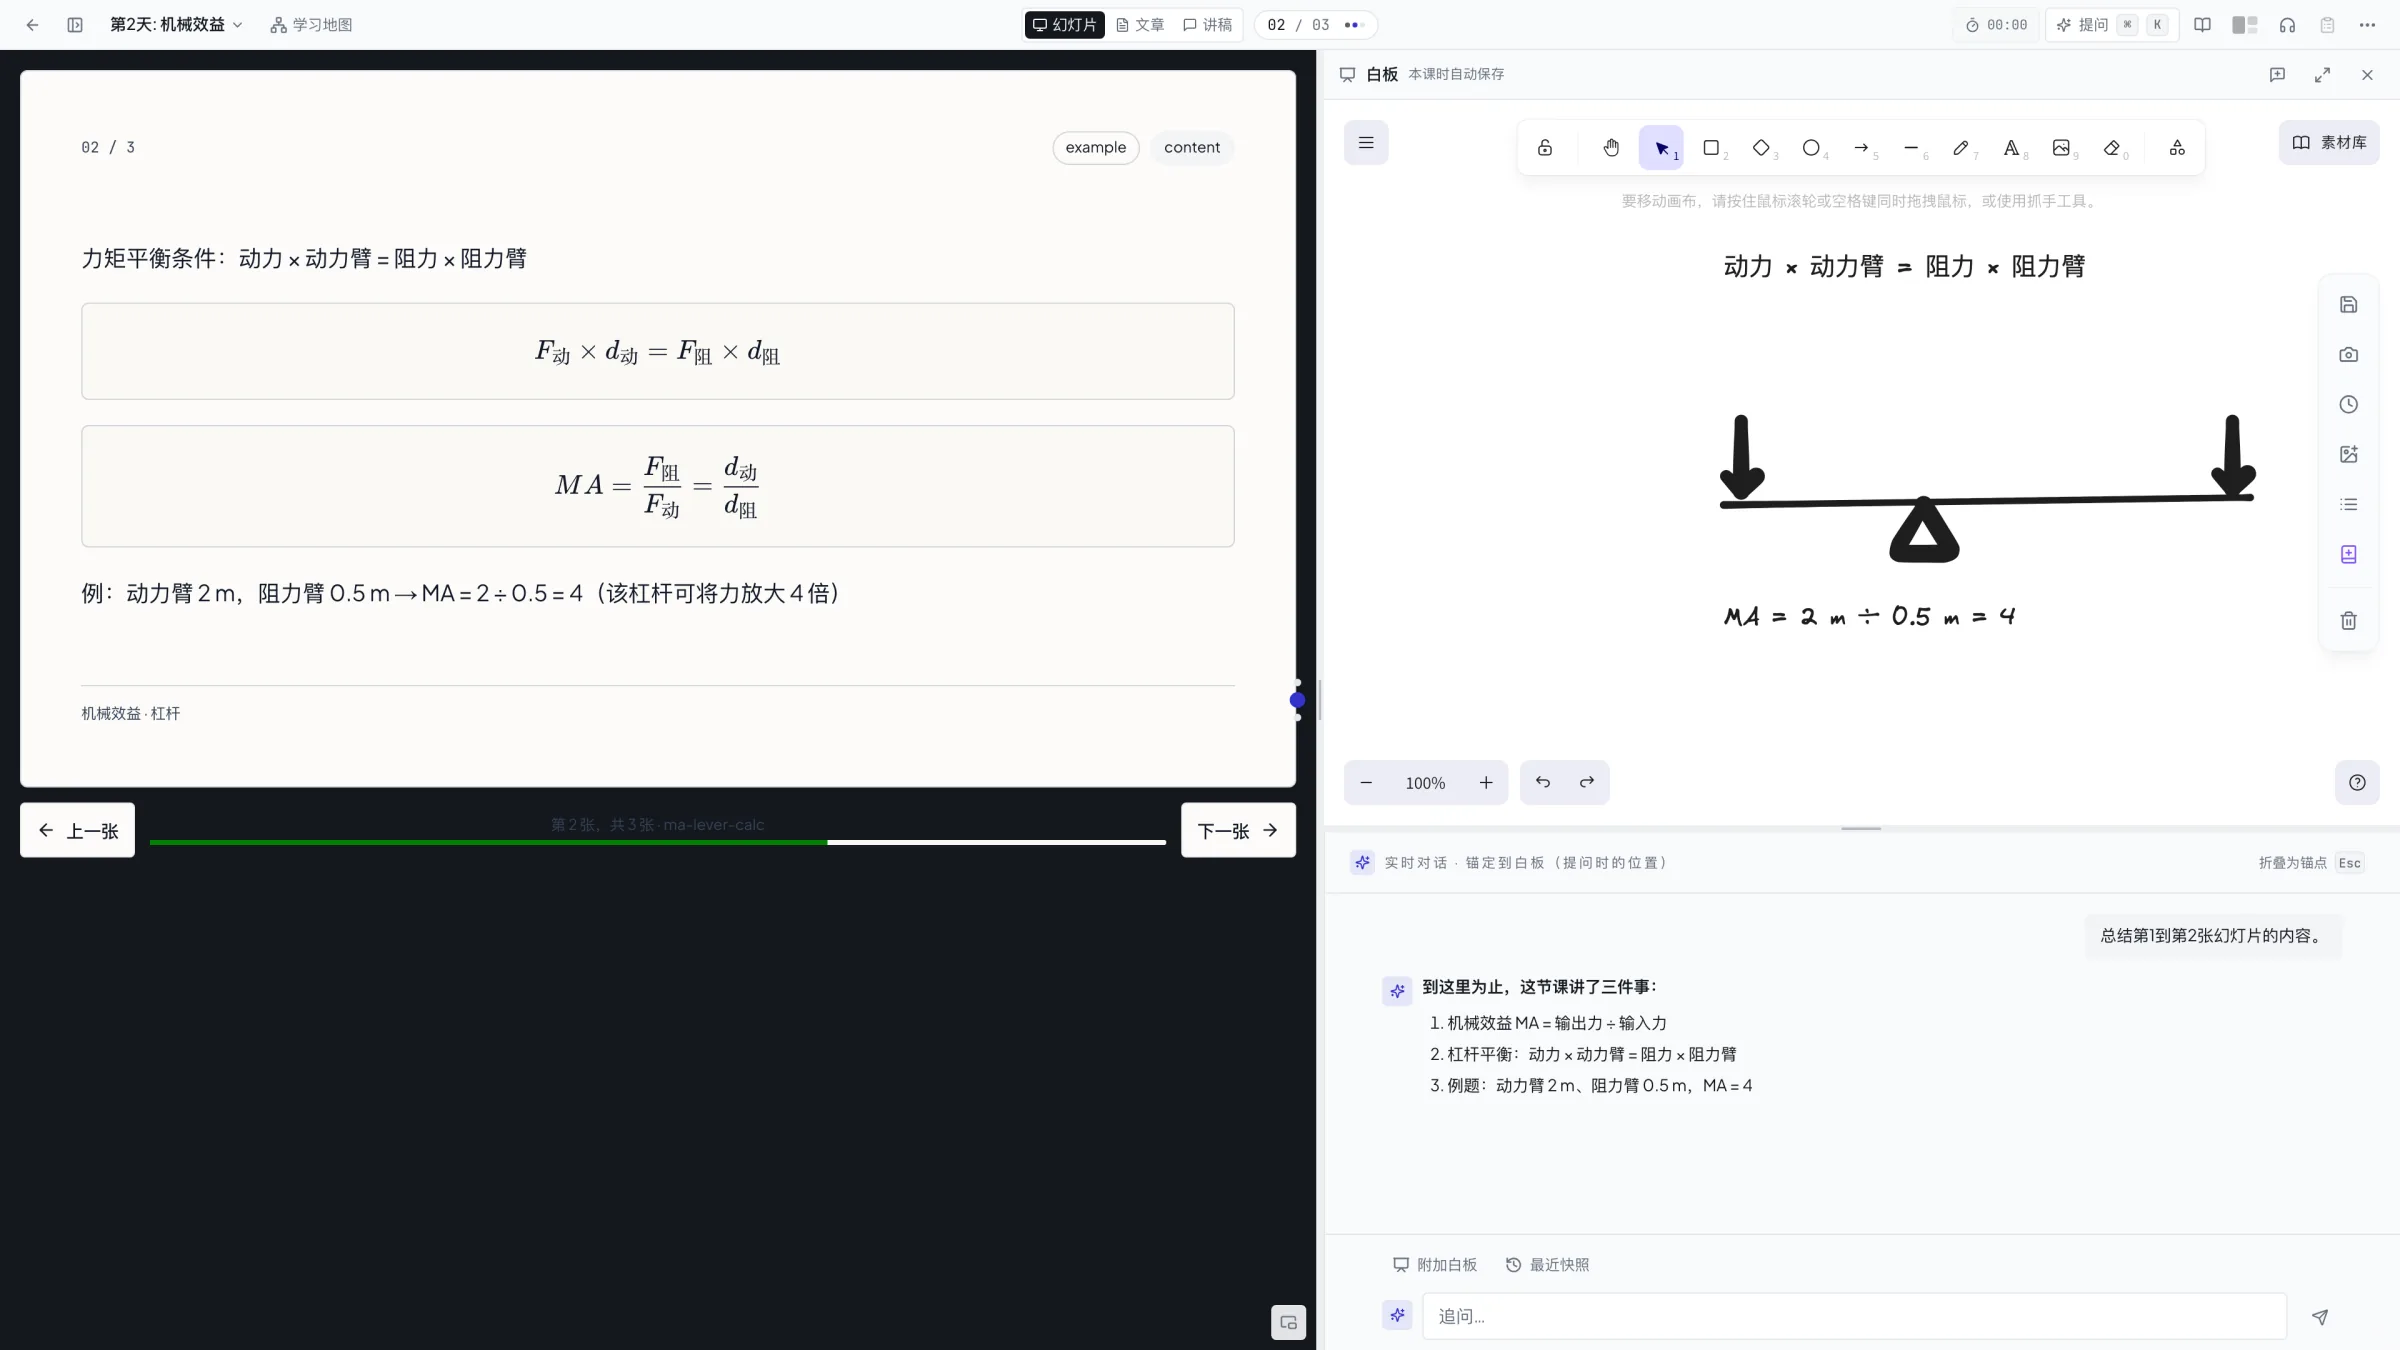 第2天: 机械效益
学习地图
幻灯片
文章
讲稿
02 / 03
00:00
提问 ⌘ K
02 / 3
example
content
力矩平衡条件：动力 × 动力臂 = 阻力 × 阻力臂
F动 × d动 = F阻 × d阻
MA = F阻/F动 = d动/d阻
例：动力臂 2 m，阻力臂 0.5 m → MA = 2 ÷ 0.5 = 4（该杠杆可将力放大 4 倍）
机械效益 · 杠杆
上一张
第 2 张，共 3 张 · ma-lever-calc
下一张
白板 本课时自动保存
1 2 3 4 5 6 7 8 9 0
素材库
要移动画布，请按住鼠标滚轮或空格键同时拖拽鼠标，或使用抓手工具。
动力 × 动力臂 = 阻力 × 阻力臂
MA = 2 m ÷ 0.5 m = 4
100%
实时对话 · 锚定到白板（提问时的位置）
折叠为锚点 Esc
总结第1到第2张幻灯片的内容。
到这里为止，这节课讲了三件事：
1. 机械效益 MA = 输出力 ÷ 输入力
2. 杠杆平衡：动力 × 动力臂 = 阻力 × 阻力臂
3. 例题：动力臂 2 m、阻力臂 0.5 m，MA = 4
附加白板
最近快照
追问...